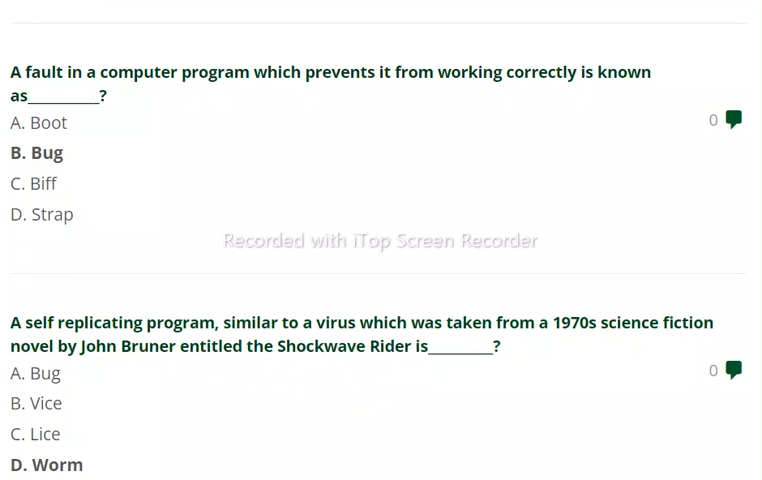 A fault in a computer program which prevents it from working correctly is known
as__________?
A. Boot
0
B. Bug
C. Biff
D. Strap
Recorded with iTop Screen Recorder
A self replicating program, similar to a virus which was taken from a 1970s science fiction
novel by John Bruner entitled the Shockwave Rider is_________?
A. Bug
0
B. Vice
C. Lice
D. Worm